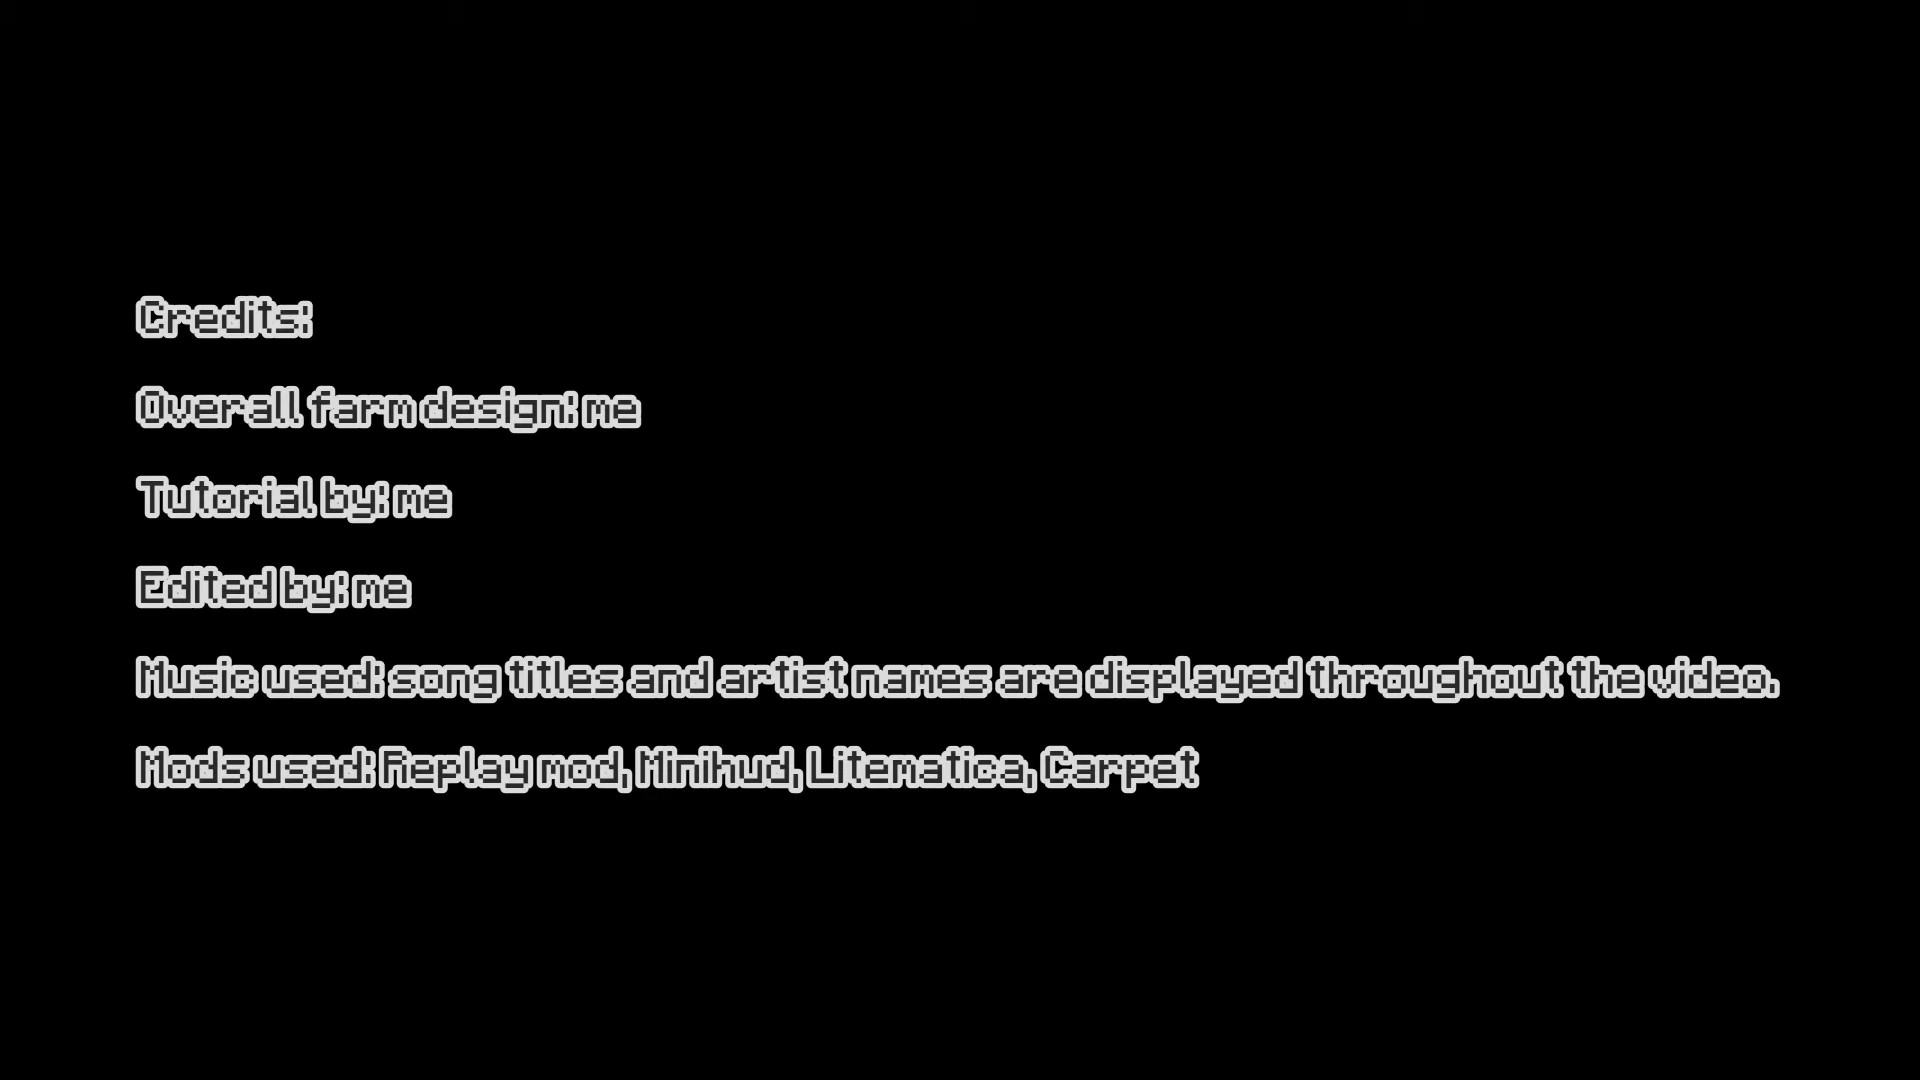 Credits:
Overall farm design: me
Tutorial by: me
Edited by: me
Music used: song titles and artist names are displayed throughout the video.
Mods used: Replay mod, Minihud, Litematica, Carpet